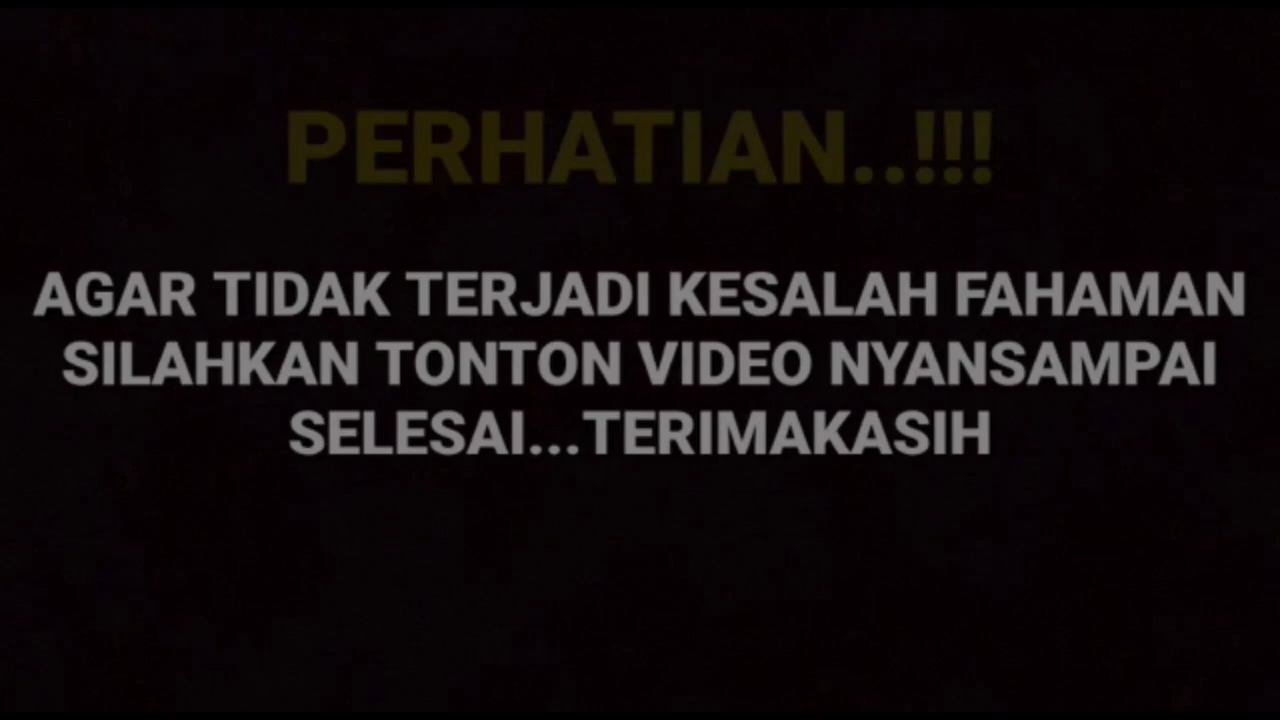 PERHATIAN..!!!
AGAR TIDAK TERJADI KESALAH FAHAMAN
SILAHKAN TONTON VIDEO NYANSAMPAI
SELESAI...TERIMAKASIH